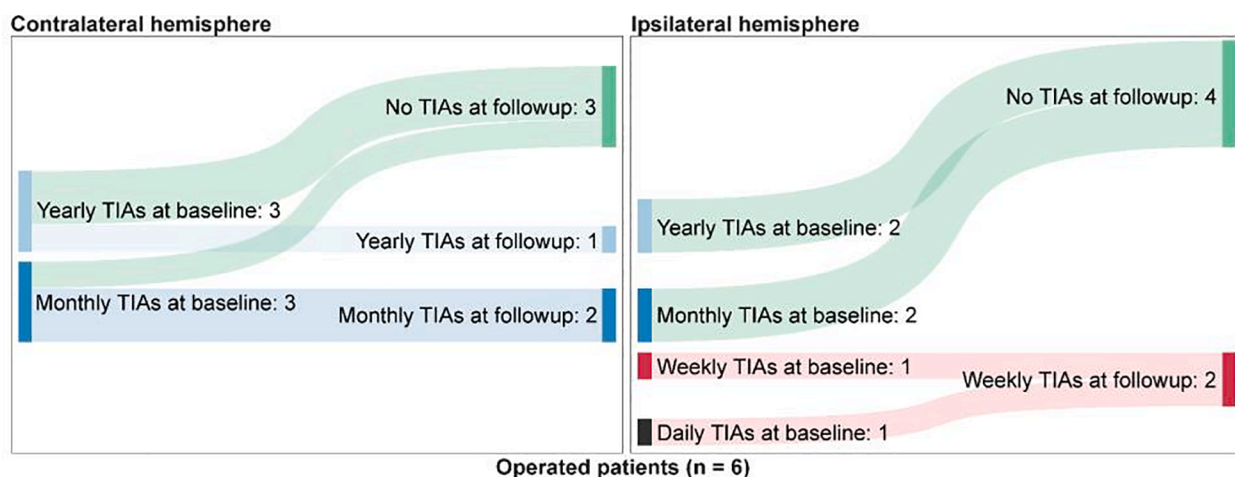 Contralateral hemisphere
No TIAs at followup: 3
Yearly TIAs at baseline: 3
Yearly TIAs at followup: 1
Monthly TIAs at baseline: 3
Monthly TIAs at followup: 2
Ipsilateral hemisphere
No TIAs at followup: 4
Yearly TIAs at baseline: 2
Monthly TIAs at baseline: 2
Weekly TIAs at baseline: 1
Weekly TIAs at followup: 2
Daily TIAs at baseline: 1
Operated patients (n = 6)